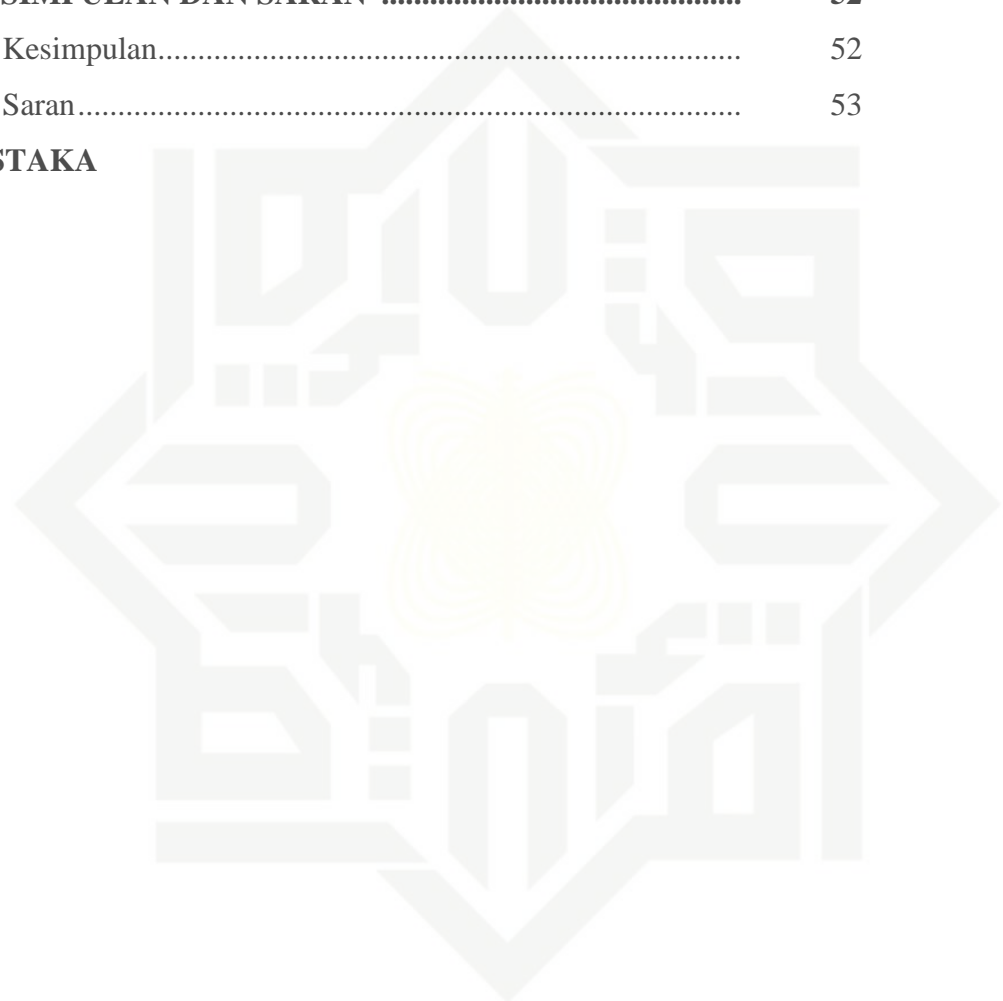 SIMPULAN DAN SARAN ............................................. 52
Kesimpulan......................................................................... 52
Saran................................................................................... 53
STAKA